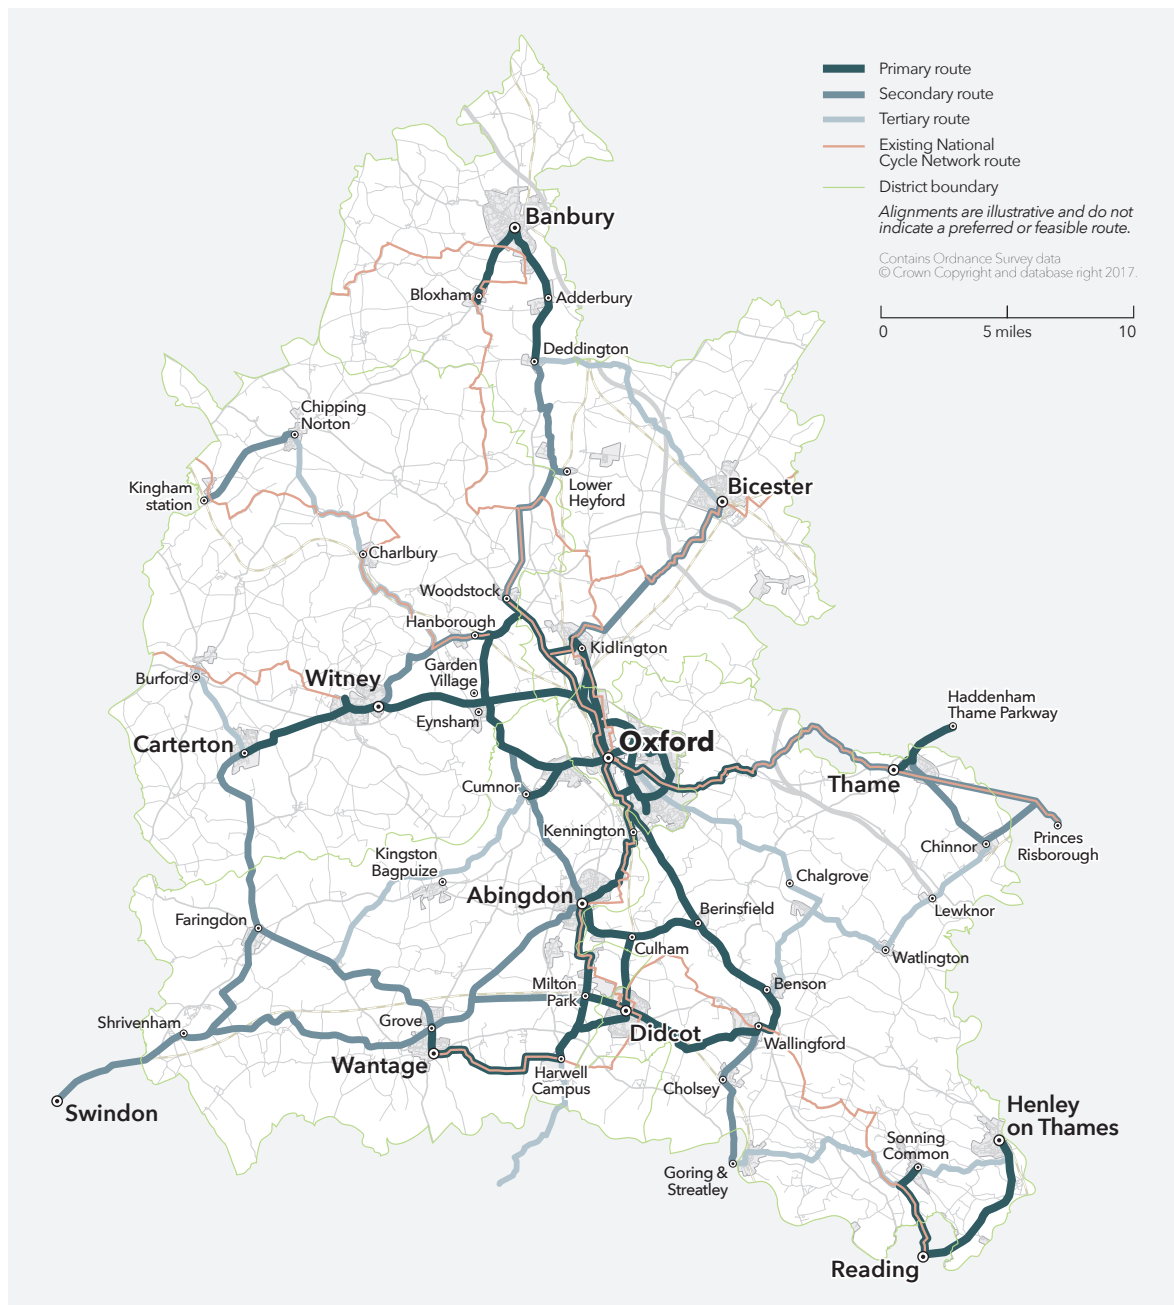 Primary route
Secondary route
Tertiary route
Existing National
Cycle Network route
District boundary
Alignments are illustrative and do not
indicate a preferred or feasible route.
Contains Ordnance Survey data
© Crown Copyright and database right 2017.
0 5 miles 10
Banbury
Bloxham
Adderbury
Deddington
Chipping
Norton
Kingham
station
Lower
Heyford
Bicester
Charlbury
Woodstock
Hanborough
Kidlington
Burford
Witney
Garden
Village
Eynsham
Haddenham
Thame Parkway
Carterton
Oxford
Thame
Cumnor
Kennington
Princes
Risborough
Chinnor
Kingston
Bagpuize
Chalgrove
Abingdon
Lewknor
Berinsfield
Faringdon
Culham
Watlington
Milton
Park
Benson
Shrivenham
Grove
Didcot
Wallingford
Wantage
Harwell
Campus
Cholsey
Swindon
Henley
on Thames
Sonning
Common
Goring &
Streatley
Reading